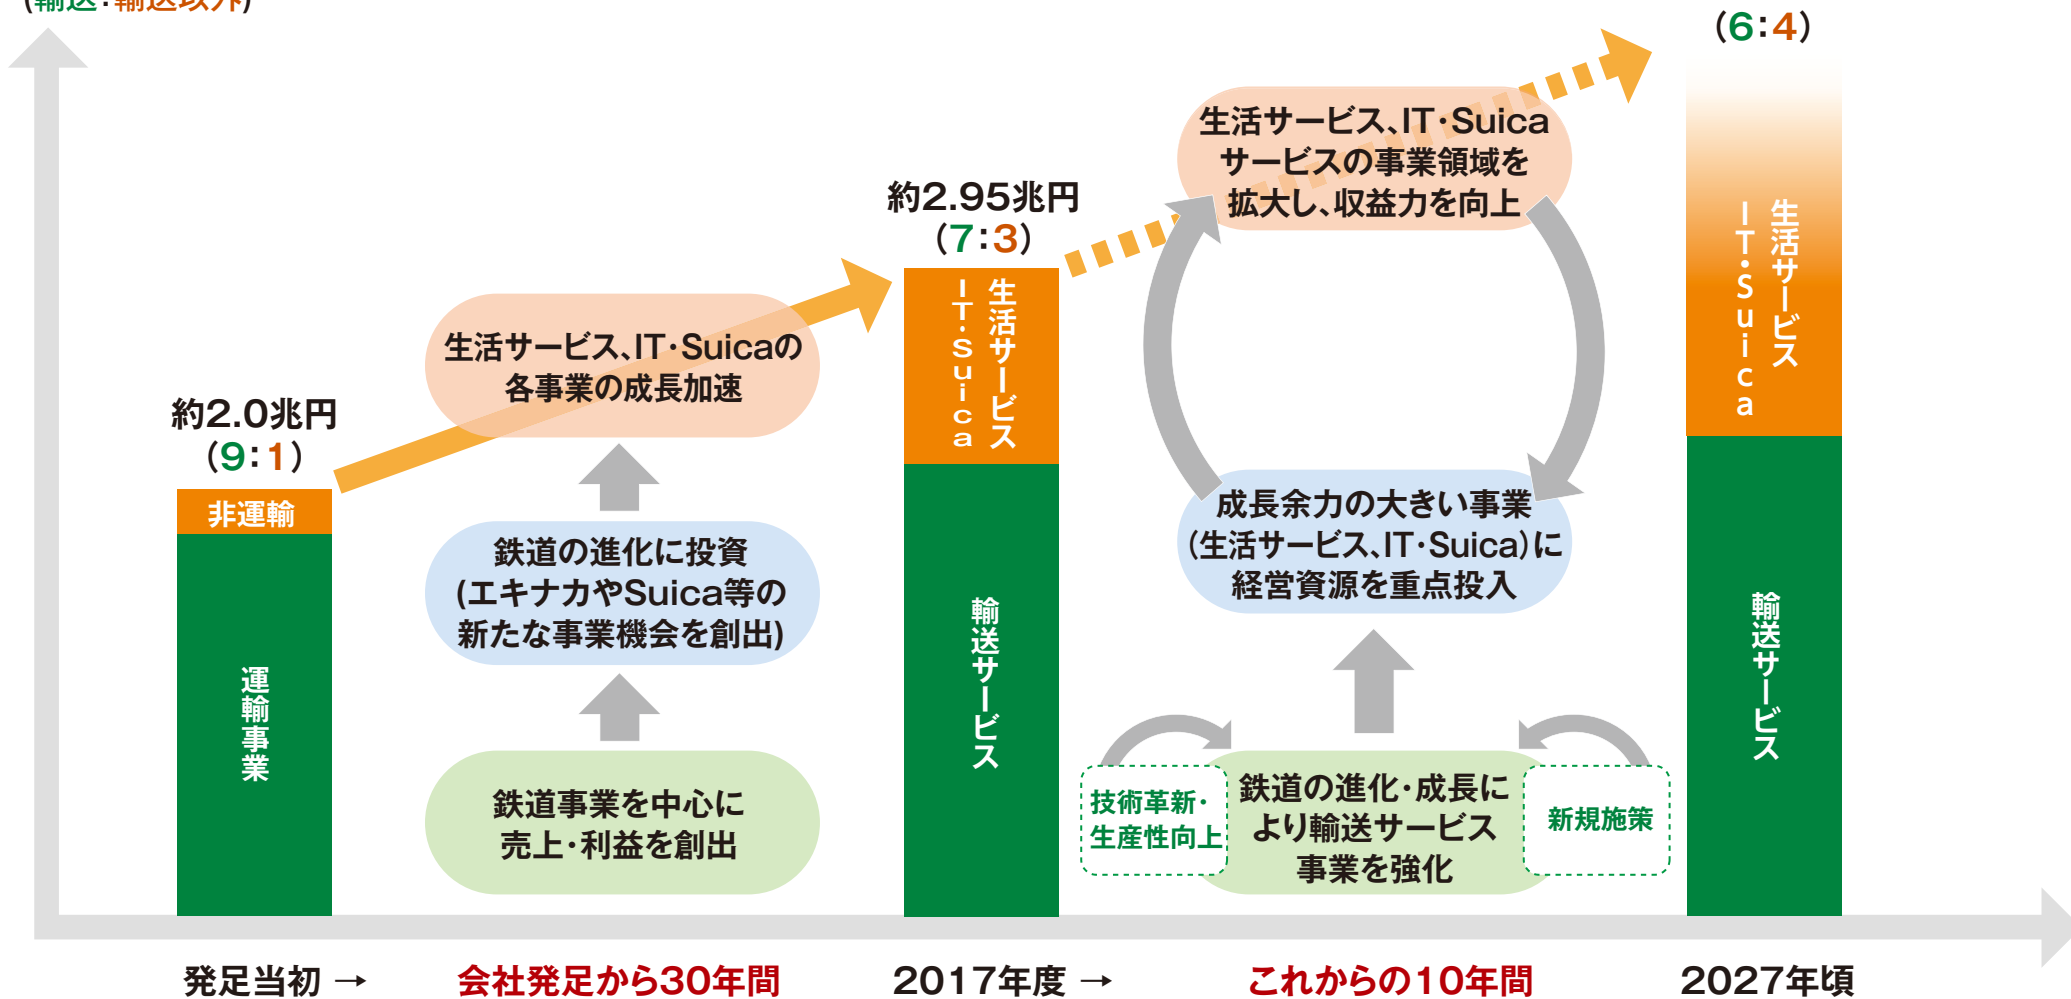 (輸送:輸送以外)
約2.0兆円
(9:1)
非運輸
運輸事業
生活サービス、IT・Suicaの
各事業の成長加速
鉄道の進化に投資
(エキナカやSuica等の
新たな事業機会を創出)
鉄道事業を中心に
売上・利益を創出
約2.95兆円
(7:3)
生活サービス
IT・Suica
輸送サービス
生活サービス、IT・Suica
サービスの事業領域を
拡大し、収益力を向上
成長余力の大きい事業
(生活サービス、IT・Suica)に
経営資源を重点投入
技術革新・
生産性向上
鉄道の進化・成長に
より輸送サービス
事業を強化
新規施策
(6:4)
生活サービス
IT・Suica
輸送サービス
発足当初 →
会社発足から30年間
2017年度 →
これからの10年間
2027年頃